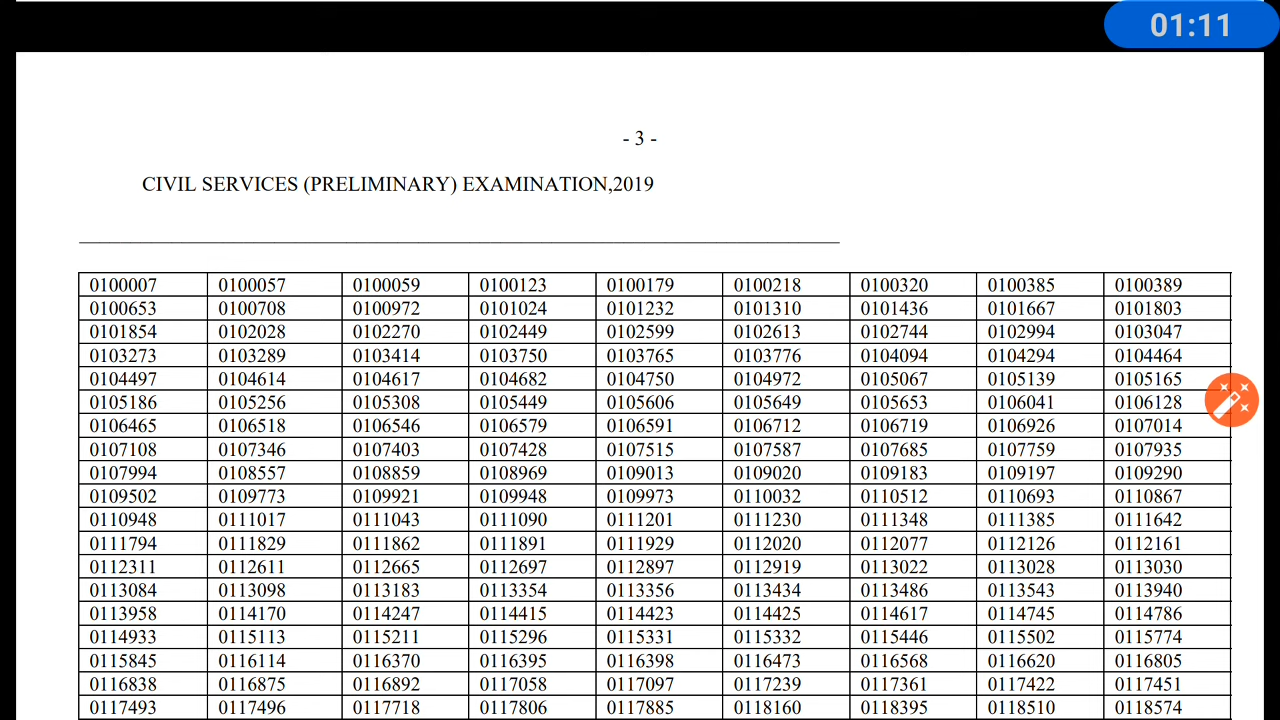 01:11
- 3 -
CIVIL SERVICES (PRELIMINARY) EXAMINATION,2019
0100007 0100057 0100059 0100123 0100179 0100218 0100320 0100385 0100389
0100653 0100708 0100972 0101024 0101232 0101310 0101436 0101667 0101803
0101854 0102028 0102270 0102449 0102599 0102613 0102744 0102994 0103047
0103273 0103289 0103414 0103750 0103765 0103776 0104094 0104294 0104464
0104497 0104614 0104617 0104682 0104750 0104972 0105067 0105139 0105165
0105186 0105256 0105308 0105449 0105606 0105649 0105653 0106041 0106128
0106465 0106518 0106546 0106579 0106591 0106712 0106719 0106926 0107014
0107108 0107346 0107403 0107428 0107515 0107587 0107685 0107759 0107935
0107994 0108557 0108859 0108969 0109013 0109020 0109183 0109197 0109290
0109502 0109773 0109921 0109948 0109973 0110032 0110512 0110693 0110867
0110948 0111017 0111043 0111090 0111201 0111230 0111348 0111385 0111642
0111794 0111829 0111862 0111891 0111929 0112020 0112077 0112126 0112161
0112311 0112611 0112665 0112697 0112897 0112919 0113022 0113028 0113030
0113084 0113098 0113183 0113354 0113356 0113434 0113486 0113543 0113940
0113958 0114170 0114247 0114415 0114423 0114425 0114617 0114745 0114786
0114933 0115113 0115211 0115296 0115331 0115332 0115446 0115502 0115774
0115845 0116114 0116370 0116395 0116398 0116473 0116568 0116620 0116805
0116838 0116875 0116892 0117058 0117097 0117239 0117361 0117422 0117451
0117493 0117496 0117718 0117806 0117885 0118160 0118395 0118510 0118574